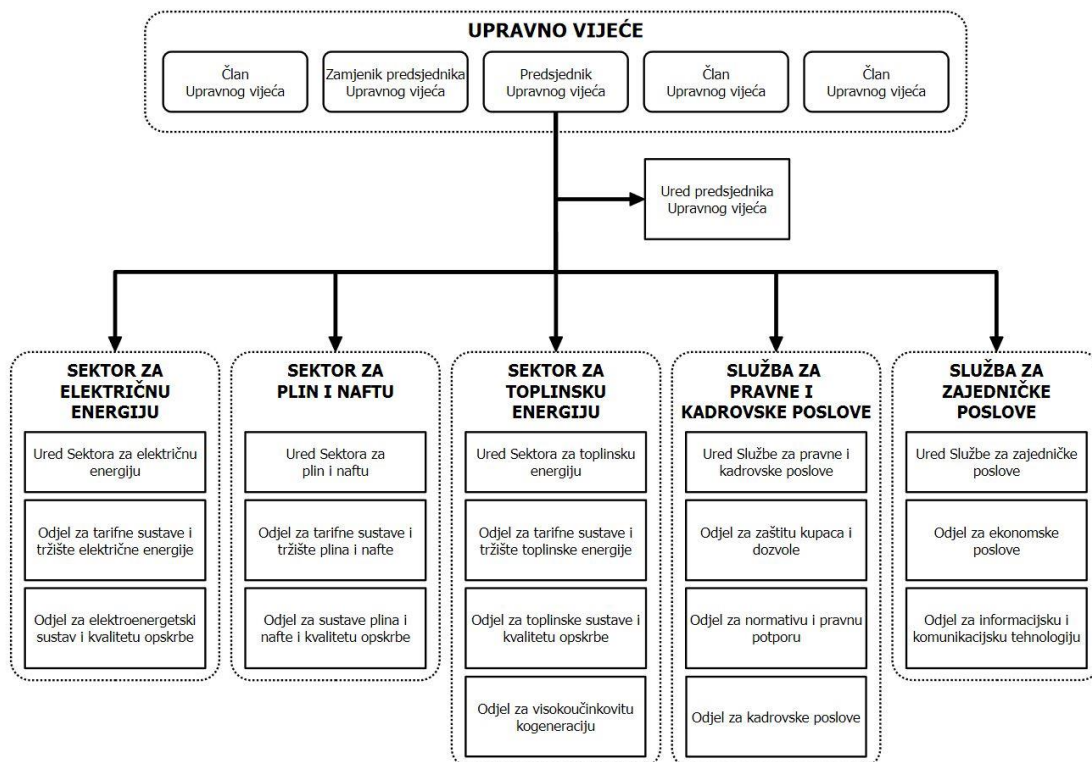 UPRAVNO VIJEĆE
Član
Upravnog vijeća
Zamjenik predsjednika
Upravnog vijeća
Predsjednik
Upravnog vijeća
Član
Upravnog vijeća
Član
Upravnog vijeća
Ured predsjednika
Upravnog vijeća
SEKTOR ZA
ELEKTRIČNU
ENERGIJU
Ured Sektora za električnu
energiju
Odjel za tarifne sustave i
tržište električne energije
Odjel za elektroenergetski
sustav i kvalitetu opskrbe
SEKTOR ZA
PLIN I NAFTU
Ured Sektora za
plin i naftu
Odjel za tarifne sustave i
tržište plina i nafte
Odjel za sustave plina i
nafte i kvalitetu opskrbe
SEKTOR ZA
TOPLINSKU
ENERGIJU
Ured Sektora za toplinsku
energiju
Odjel za tarifne sustave i
tržište toplinske energije
Odjel za toplinske sustave i
kvalitetu opskrbe
Odjel za visokoučinkovitu
kogeneraciju
SLUŽBA ZA
PRAVNE I
KADROVSKE POSLOVE
Ured Službe za pravne i
kadrovske poslove
Odjel za zaštitu kupaca i
dozvole
Odjel za normativu i pravnu
potporu
Odjel za kadrovske poslove
SLUŽBA ZA
ZAJEDNIČKE
POSLOVE
Ured Službe za zajedničke
poslove
Odjel za ekonomske
poslove
Odjel za informacijsku i
komunikacijsku tehnologiju